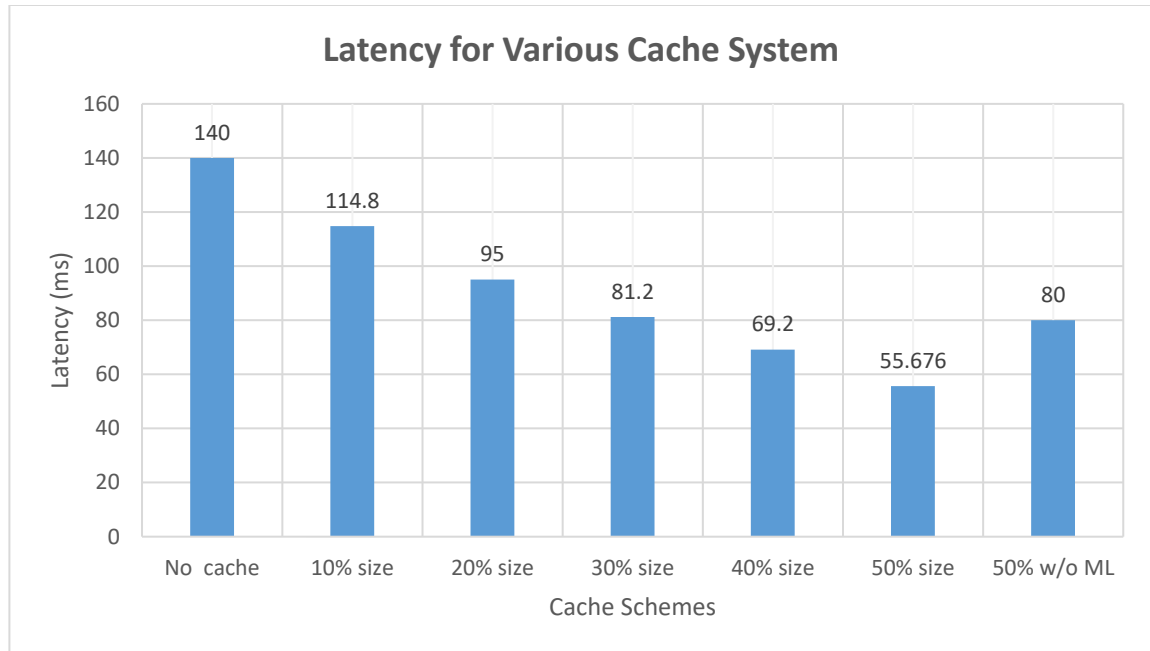 Latency for Various Cache System
160
140
120
100
80
60
40
20
0
Latency (ms)
140
114.8
95
81.2
69.2
55.676
80
No cache
10% size
20% size
30% size
40% size
50% size
50% w/o ML
Cache Schemes